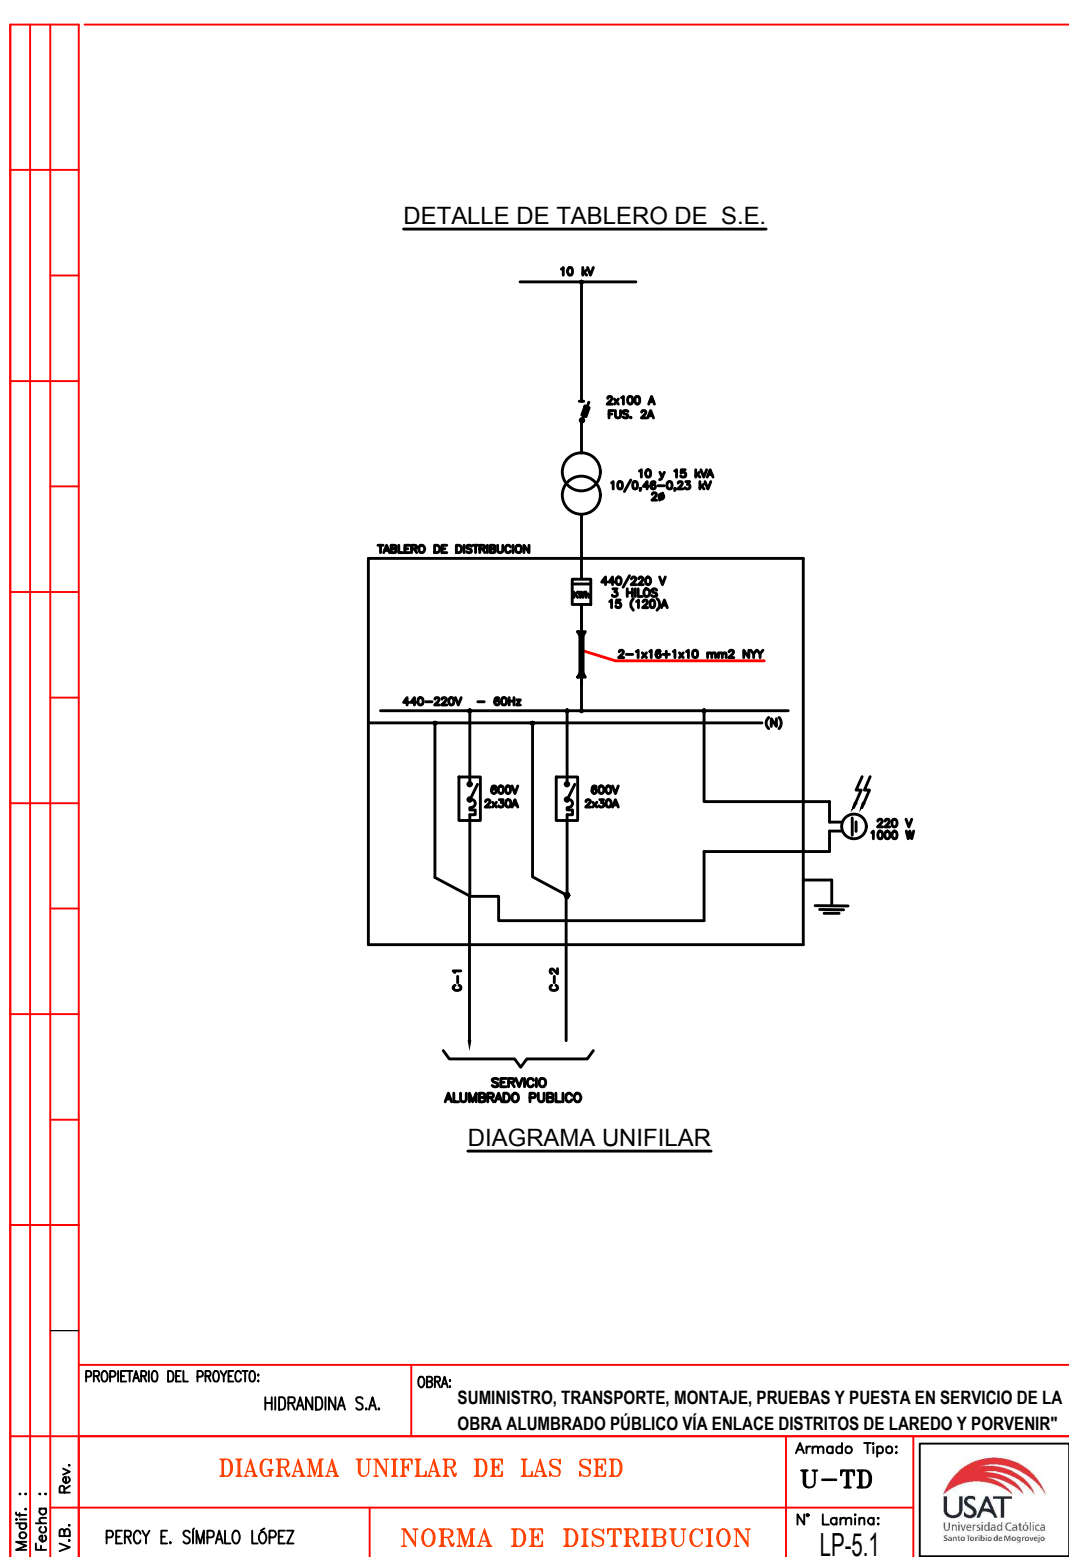 DETALLE DE TABLERO DE S.E.
10 kV
2x100 A
FUS. 2A
10 y 15 kVA
10/0,46-0,23 kV
2ø
TABLERO DE DISTRIBUCION
440/220 V
3 HILOS
15 (120)A
KWh
2-1x16+1x10 mm2 NYY
440-220V - 60Hz
(N)
600V
2x30A
600V
2x30A
220 V
1000 W
C-1
C-2
SERVICIO
ALUMBRADO PUBLICO
DIAGRAMA UNIFILAR
PROPIETARIO DEL PROYECTO:
HIDRANDINA S.A.
OBRA:
SUMINISTRO, TRANSPORTE, MONTAJE, PRUEBAS Y PUESTA EN SERVICIO DE LA
OBRA ALUMBRADO PÚBLICO VÍA ENLACE DISTRITOS DE LAREDO Y PORVENIR"
Modif. :
Fecha :
V.B. Rev.
DIAGRAMA UNIFLAR DE LAS SED
Armado Tipo:
U-TD
PERCY E. SÍMPALO LÓPEZ
NORMA DE DISTRIBUCION
N° Lamina:
LP-5.1
USAT
Universidad Católica
Santo Toribio de Mogrovejo